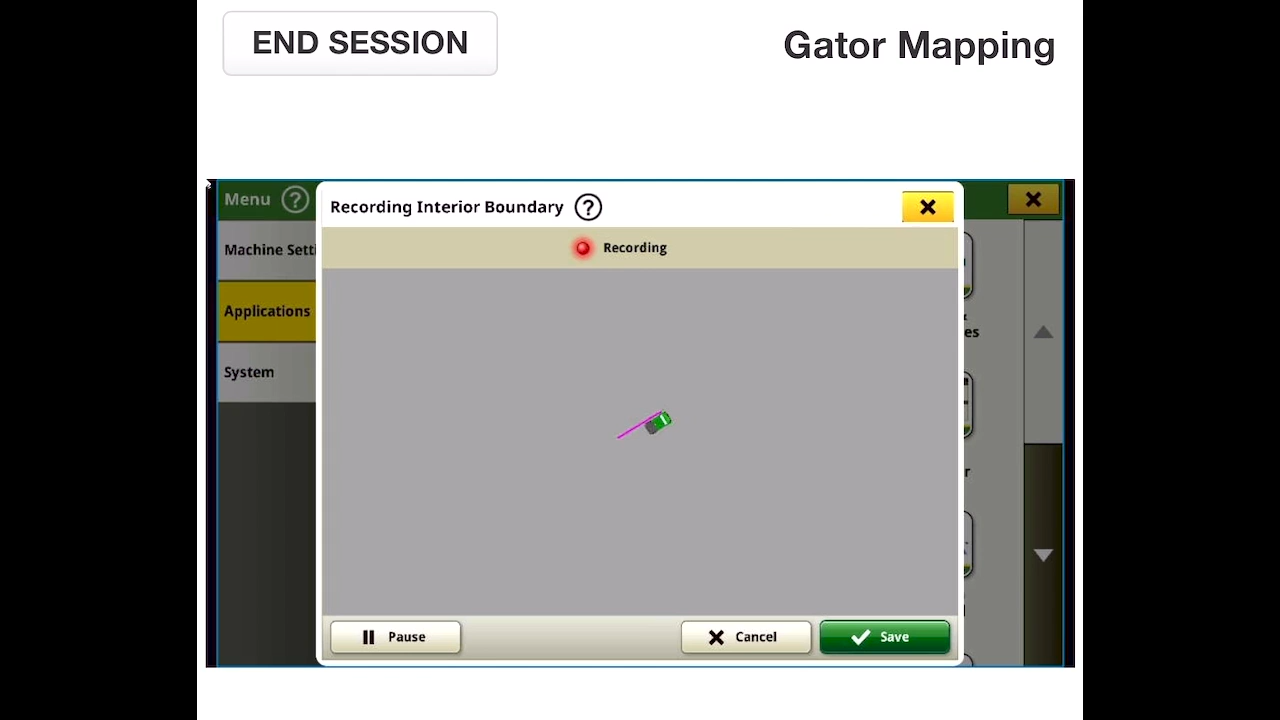 END SESSION
Gator Mapping
Menu ?
Recording Interior Boundary ?
Recording
Machine Setti
Applications
System
es
r
Pause
Cancel
Save